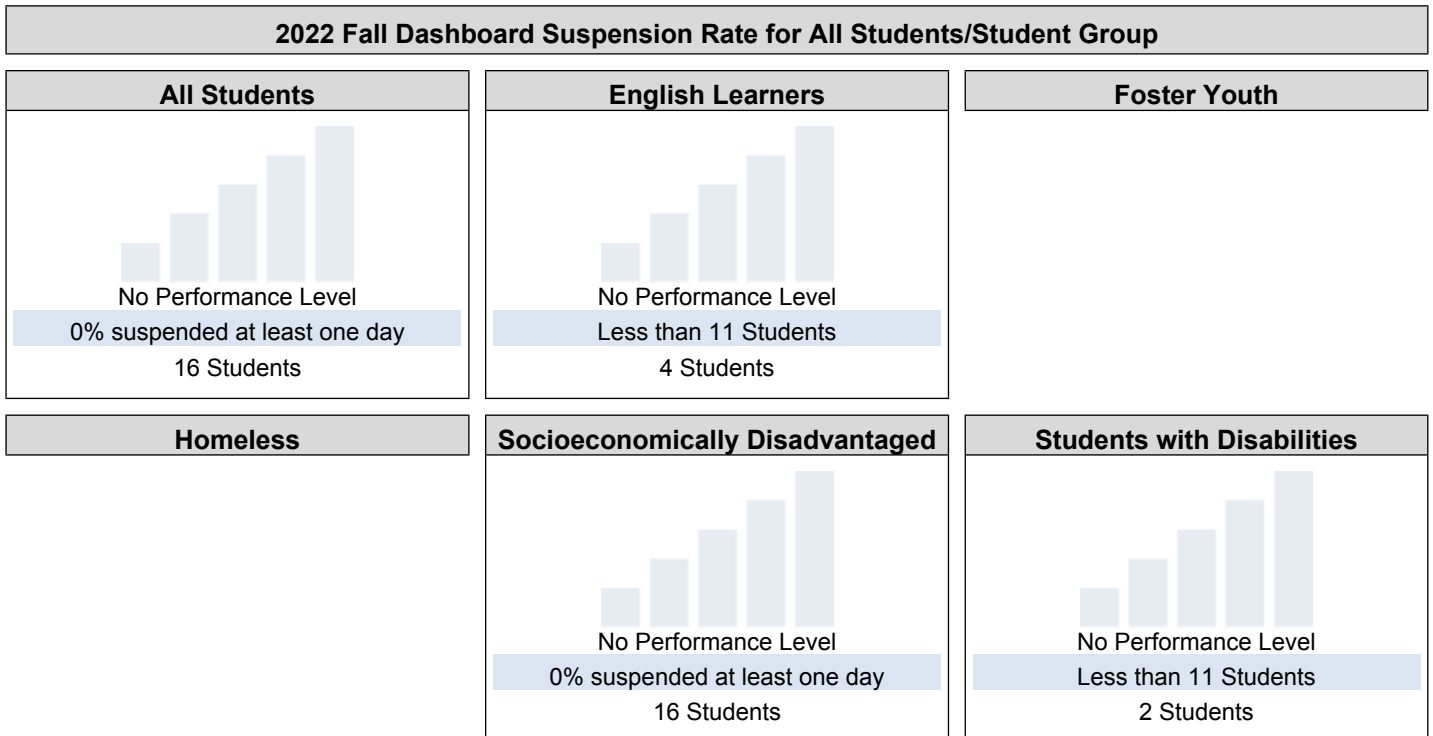 2022 Fall Dashboard Suspension Rate for All Students/Student Group
All Students
No Performance Level
0% suspended at least one day
16 Students
English Learners
No Performance Level
Less than 11 Students
4 Students
Foster Youth
Homeless
Socioeconomically Disadvantaged
No Performance Level
0% suspended at least one day
16 Students
Students with Disabilities
No Performance Level
Less than 11 Students
2 Students